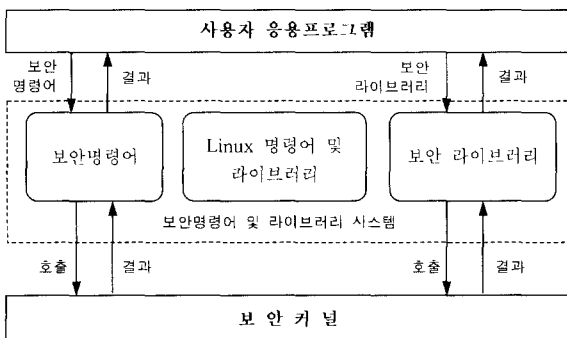 사용자 응용프로그램
보안
명령어
결과
보안
라이브러리
결과
보안명령어
Linux 명령어 및
라이브러리
보안 라이브러리
보안명령어 및 라이브러리 시스템
호출
결과
호출
결과
보 안 커 널